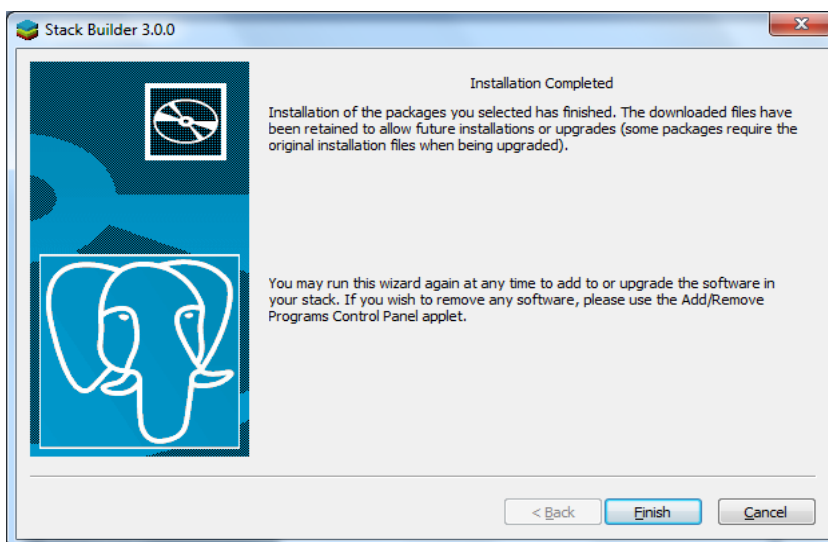 Stack Builder 3.0.0
Installation Completed
Installation of the packages you selected has finished. The downloaded files have
been retained to allow future installations or upgrades (some packages require the
original installation files when being upgraded).
You may run this wizard again at any time to add to or upgrade the software in
your stack. If you wish to remove any software, please use the Add/Remove
Programs Control Panel applet.
< Back
Finish
Cancel